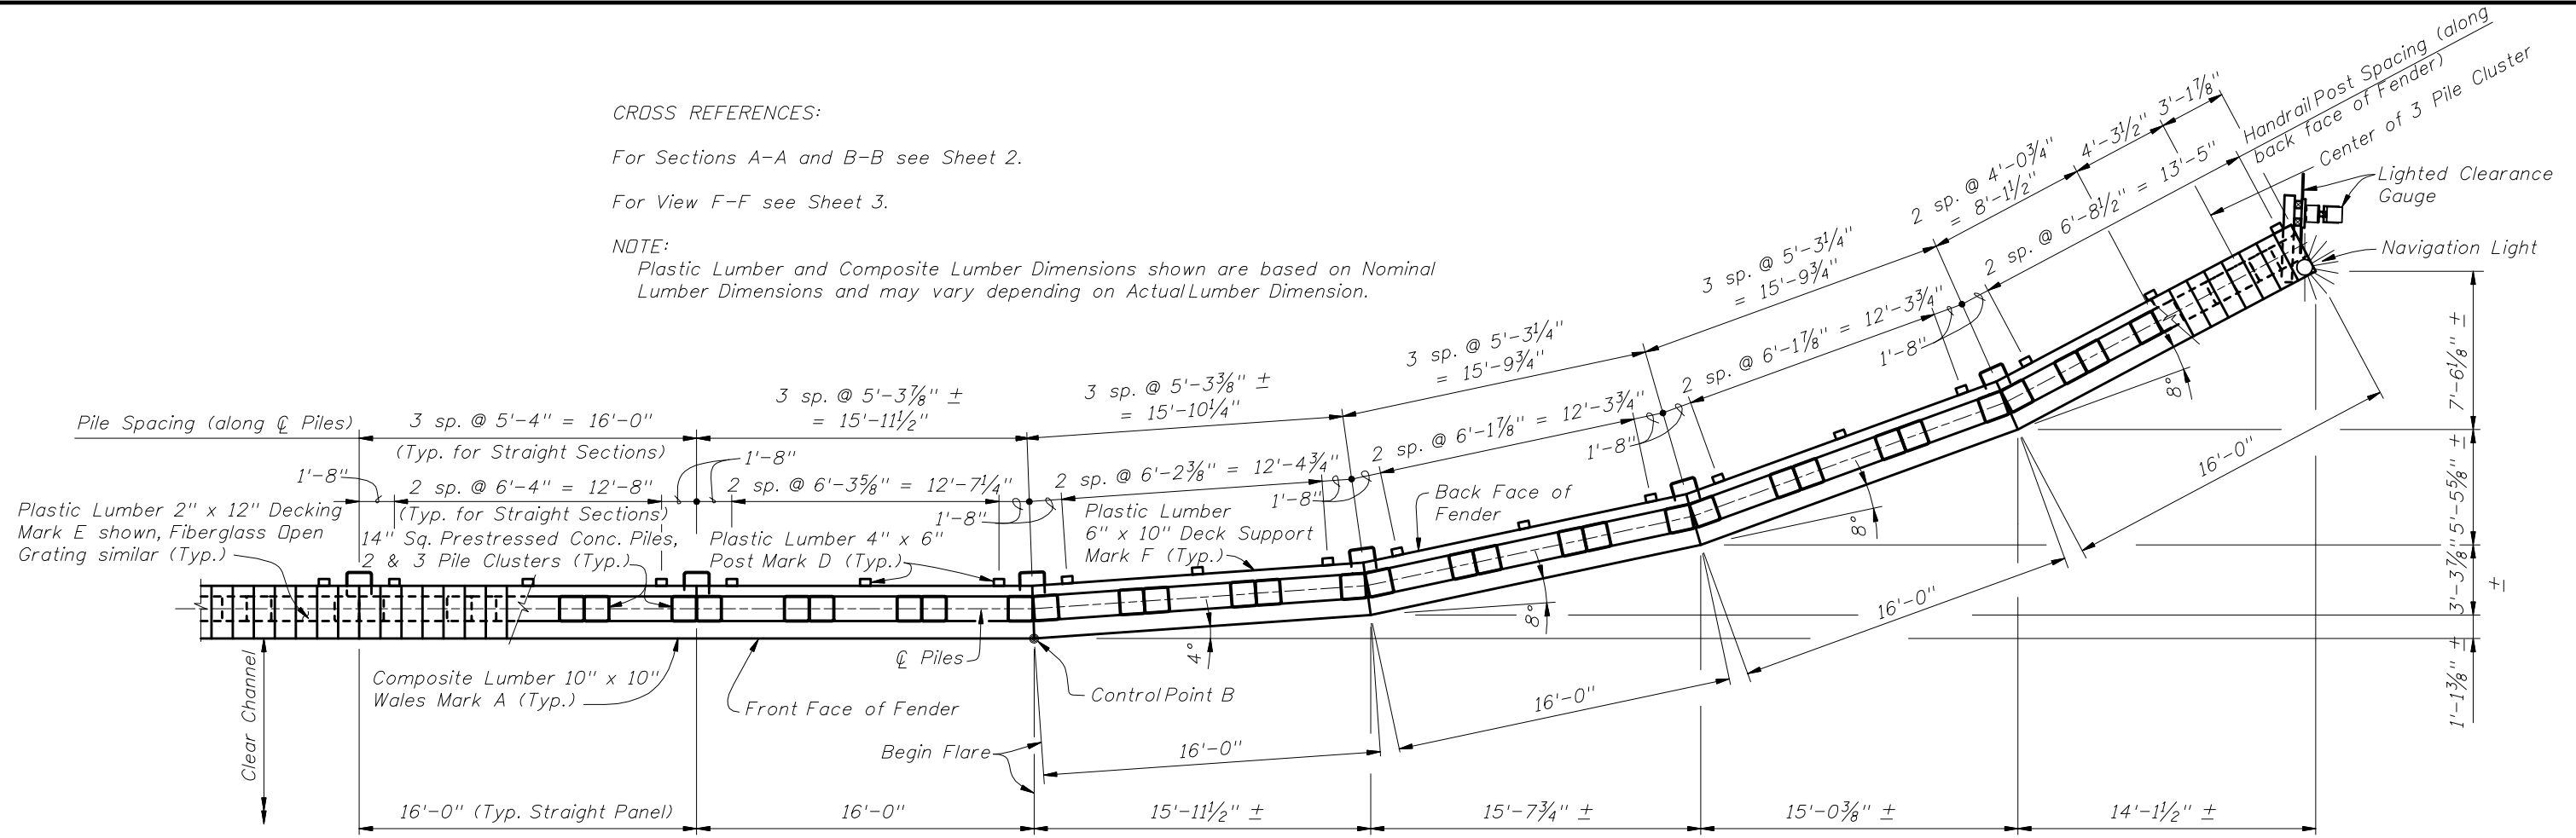 CROSS REFERENCES:
For Sections A-A and B-B see Sheet 2.
For View F-F see Sheet 3.
NOTE:
Plastic Lumber and Composite Lumber Dimensions shown are based on Nominal
Lumber Dimensions and may vary depending on Actual Lumber Dimension.
Pile Spacing (along ℄ Piles)
3 sp. @ 5'-4" = 16'-0"
(Typ. for Straight Sections)
3 sp. @ 5'-3⅞" ±
= 15'-11½"
3 sp. @ 5'-3⅜" ±
= 15'-10¼"
3 sp. @ 5'-3¼"
= 15'-9¾"
3 sp. @ 5'-3¼"
= 15'-9¾"
2 sp. @ 4'-0¾"
= 8'-1½"
4'-3½"
3'-1⅞"
Handrail Post Spacing (along
back face of Fender)
Center of 3 Pile Cluster
Lighted Clearance
Gauge
Navigation Light
1'-8"
2 sp. @ 6'-4" = 12'-8"
(Typ. for Straight Sections)
1'-8"
2 sp. @ 6'-3⅝" = 12'-7¼"
1'-8"
2 sp. @ 6'-2⅜" = 12'-4¾"
1'-8"
2 sp. @ 6'-1⅞" = 12'-3¾"
1'-8"
2 sp. @ 6'-1⅞" = 12'-3¾"
1'-8"
2 sp. @ 6'-8½" = 13'-5"
Plastic Lumber 2" x 12" Decking
Mark E shown, Fiberglass Open
Grating similar (Typ.)
14" Sq. Prestressed Conc. Piles,
2 & 3 Pile Clusters (Typ.)
Plastic Lumber 4" x 6"
Post Mark D (Typ.)
Plastic Lumber
6" x 10" Deck Support
Mark F (Typ.)
Back Face of
Fender
Clear Channel
Composite Lumber 10" x 10"
Wales Mark A (Typ.)
Front Face of Fender
℄ Piles
Control Point B
Begin Flare
4°
8°
8°
8°
16'-0"
16'-0"
16'-0"
16'-0"
7'-6⅛" ±
5'-5⅝" ±
3'-3⅞"
±
1'-1⅜" ±
16'-0" (Typ. Straight Panel)
16'-0"
15'-11½" ±
15'-7¾" ±
15'-0⅜" ±
14'-1½" ±